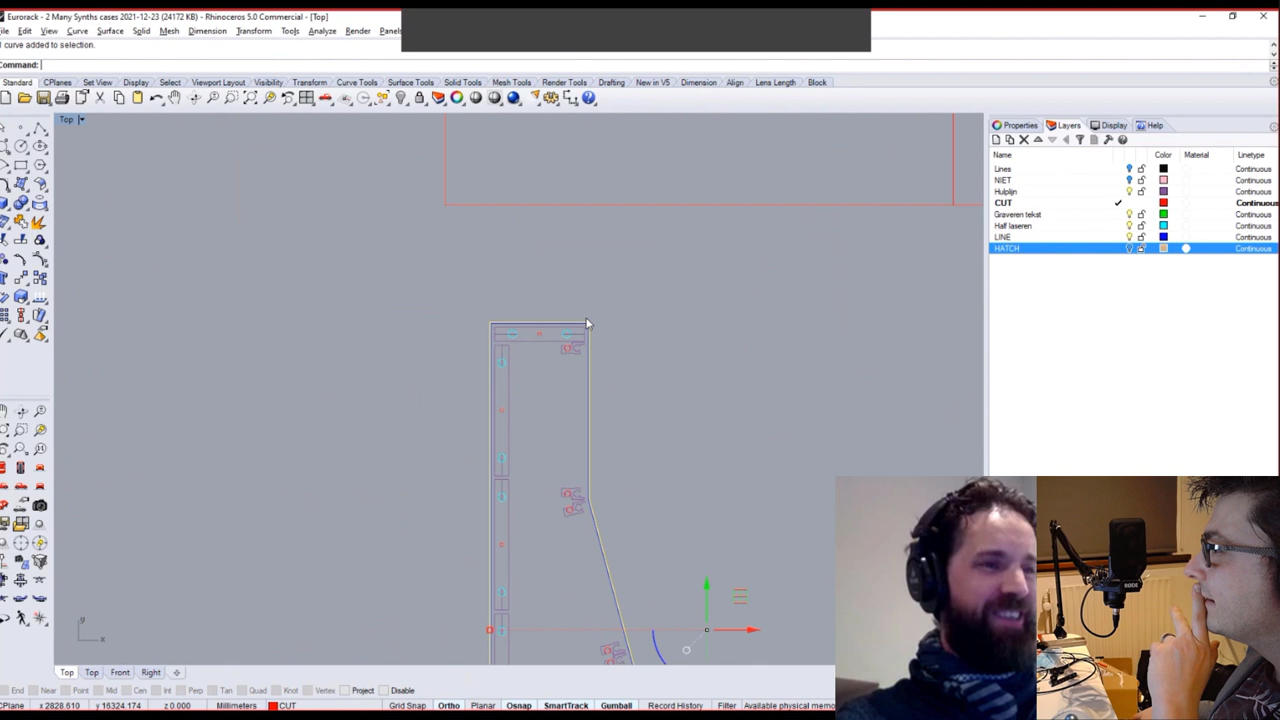 Eurorack - 2 Many Synths cases 2021-12-23 (24172 KB) - Rhinoceros 5.0 Commercial - [Top]
File Edit View Curve Surface Solid Mesh Dimension Transform Tools Analyze Render Panels
1 curve added to selection.
Command:
Standard CPlanes Set View Display Select Viewport Layout Visibility Transform Curve Tools Surface Tools Solid Tools Mesh Tools Render Tools Drafting New in V5 Dimension Align Lens Length Block
Top
Properties Layers Display Help
Name Color Material Linetype
Lines Continuous
NIET Continuous
Hulplijn Continuous
CUT Continuous
Graveren tekst Continuous
Half laseren Continuous
LINE Continuous
HATCH Continuous
RODE
y
x
Top Top Front Right
End Near Point Mid Cen Int Perp Tan Quad Knot Vertex Project Disable
CPlane x 2828.610 y 16324.174 z 0.000 Millimeters CUT Grid Snap Ortho Planar Osnap SmartTrack Gumball Record History Filter Available physical memo